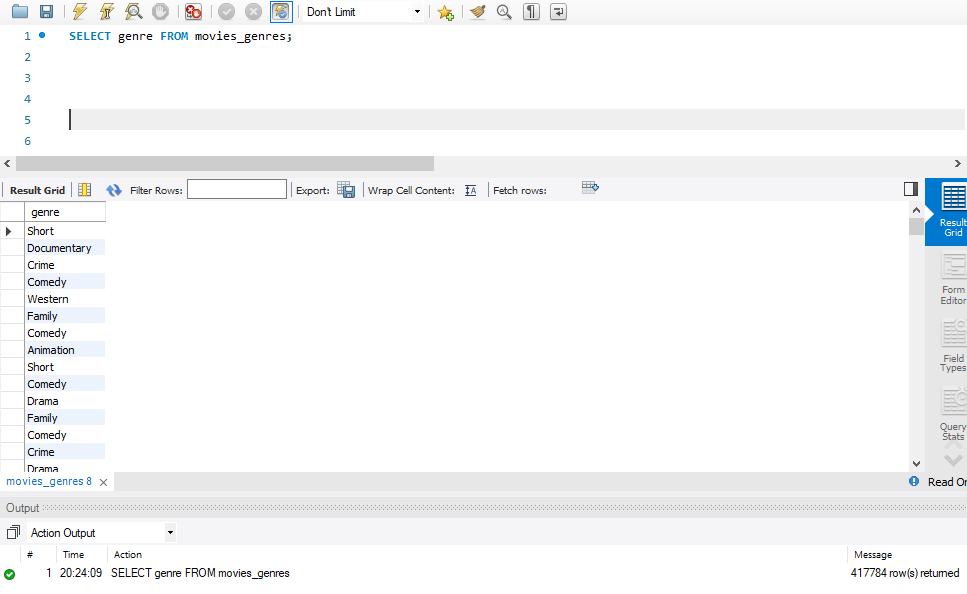 Don't Limit
1 SELECT genre FROM movies_genres;
2
3
4
5
6
Result Grid Filter Rows: Export: Wrap Cell Content: Fetch rows:
genre
Short
Documentary
Crime
Comedy
Western
Family
Comedy
Animation
Short
Comedy
Drama
Family
Comedy
Crime
Drama
Result
Grid
Form
Editor
Field
Types
Query
Stats
movies_genres 8
Read On
Output
Action Output
# Time Action Message
1 20:24:09 SELECT genre FROM movies_genres 417784 row(s) returned